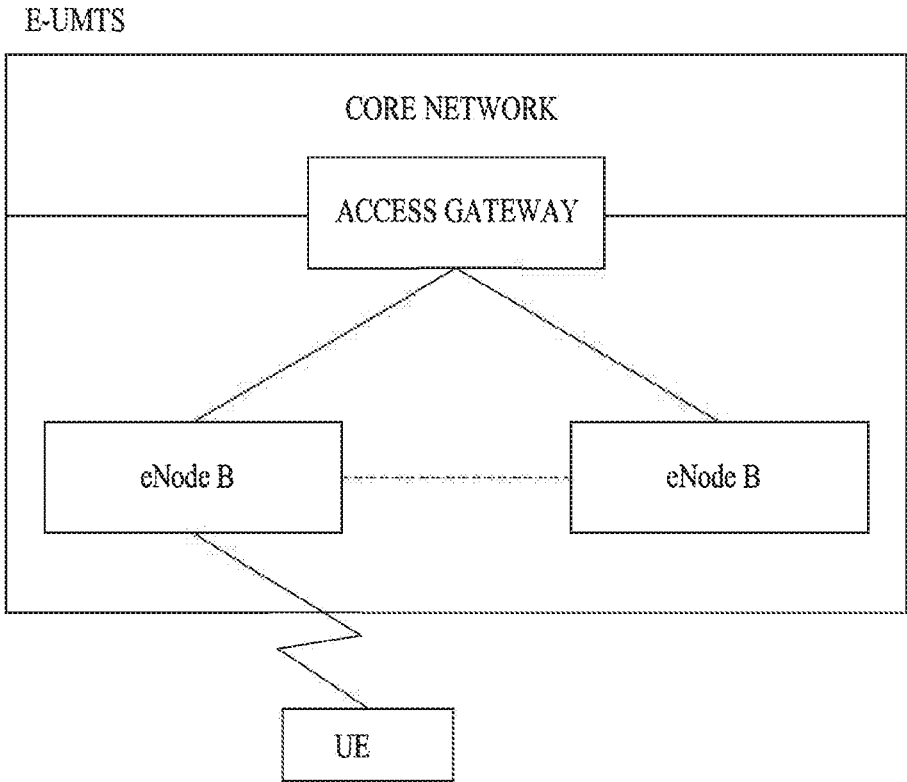 E-UMTS
CORE NETWORK
ACCESS GATEWAY
eNode B
eNode B
UE